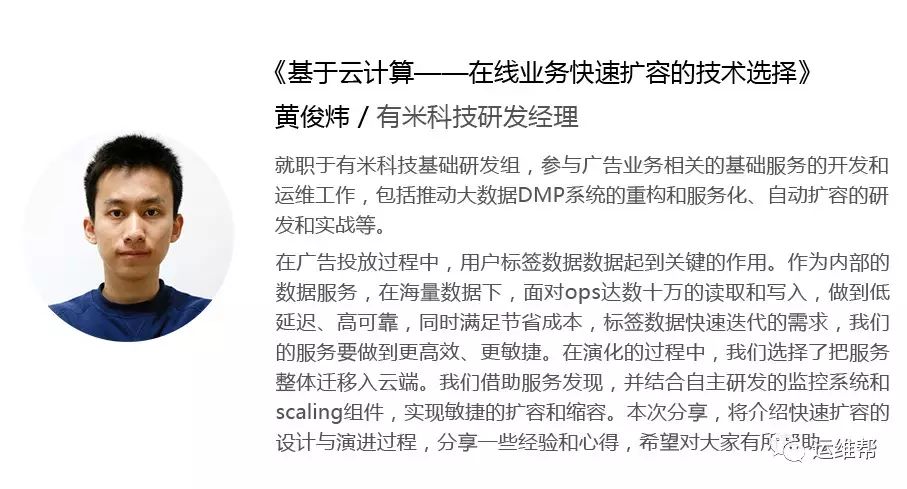 《基于云计算——在线业务快速扩容的技术选择》
黄俊炜 / 有米科技研发经理
就职于有米科技基础研发组，参与广告业务相关的基础服务的开发和
运维工作，包括推动大数据DMP系统的重构和服务化、自动扩容的研
发和实战等。
在广告投放过程中，用户标签数据数据起到关键的作用。作为内部的
数据服务，在海量数据下，面对ops达数十万的读取和写入，做到低
延迟、高可靠，同时满足节省成本，标签数据快速迭代的需求，我们
的服务要做到更高效、更敏捷。在演化的过程中，我们选择了把服务
整体迁移入云端。我们借助服务发现，并结合自主研发的监控系统和
scaling组件，实现敏捷的扩容和缩容。本次分享，将介绍快速扩容的
设计与演进过程，分享一些经验和心得，希望对大家有所帮助
运维帮